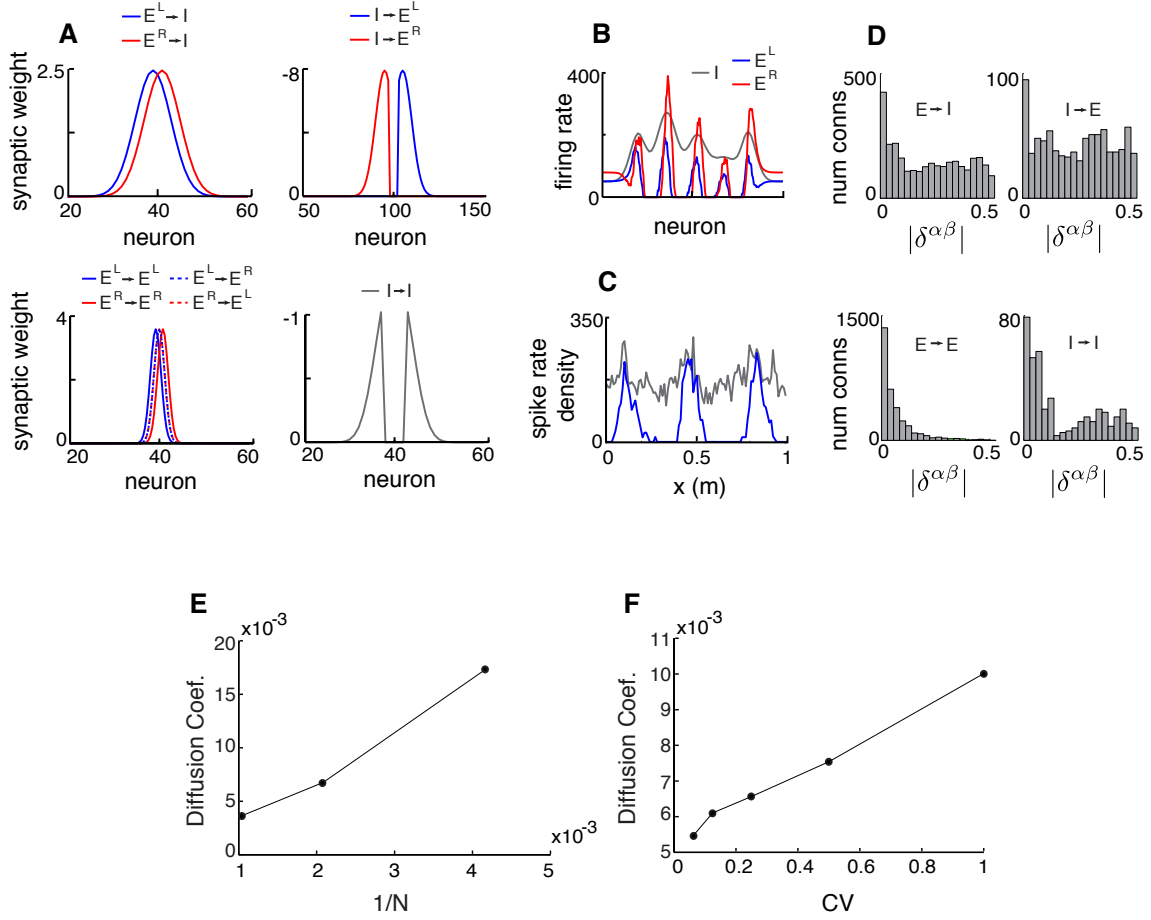 A
E^L→I
E^R→I
I→E^L
I→E^R
synaptic weight
2.5
0
20 40 60
neuron
-8
0
50 100 150
neuron
E^L→E^L
E^L→E^R
E^R→E^R
E^R→E^L
synaptic weight
4
0
20 40 60
neuron
I→I
-1
0
20 40 60
neuron
B
I
E^L
E^R
firing rate
400
0
neuron
C
spike rate
density
350
0
0 0.5 1
x (m)
D
num conns
500
0
E→I
0 0.5
|δ^αβ|
100
0
I→E
0 0.5
|δ^αβ|
num conns
1500
0
E→E
0 0.5
|δ^αβ|
80
40
0
I→I
0 0.5
|δ^αβ|
E
x10^-3
Diffusion Coef.
20
15
10
5
0
1 2 3 4 5
x10^-3
1/N
F
x10^-3
Diffusion Coef.
11
10
9
8
7
6
5
0 0.2 0.4 0.6 0.8 1
CV